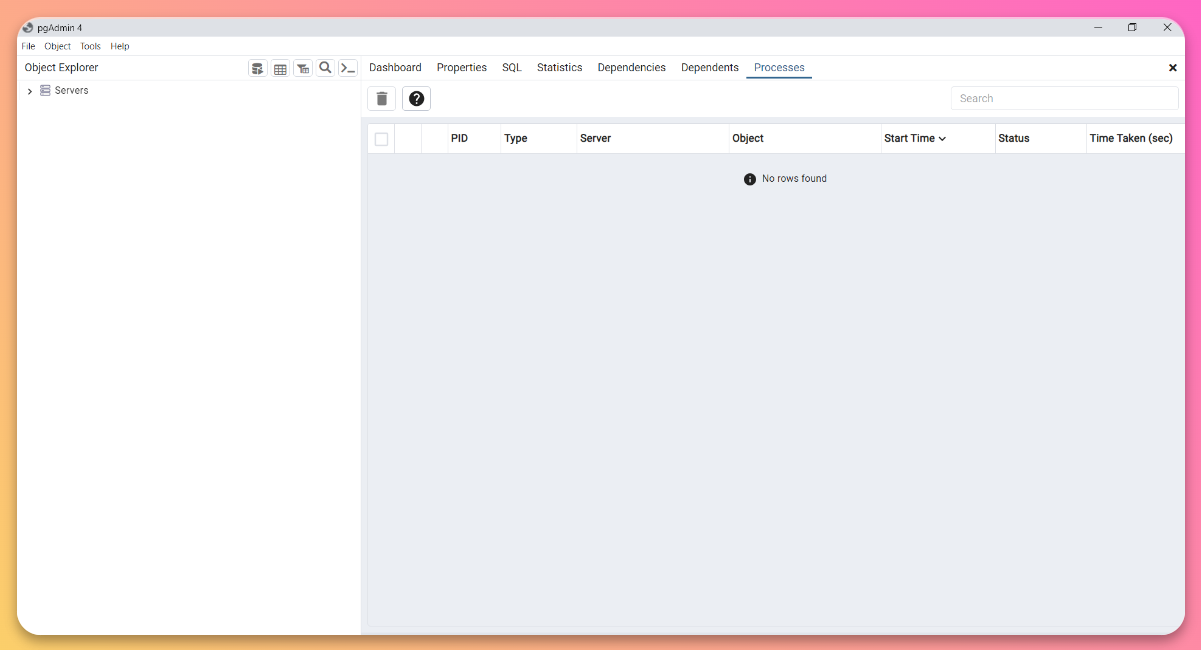 pgAdmin 4
File Object Tools Help
Object Explorer
Dashboard Properties SQL Statistics Dependencies Dependents Processes
Servers
Search
PID Type Server Object Start Time Status Time Taken (sec)
No rows found